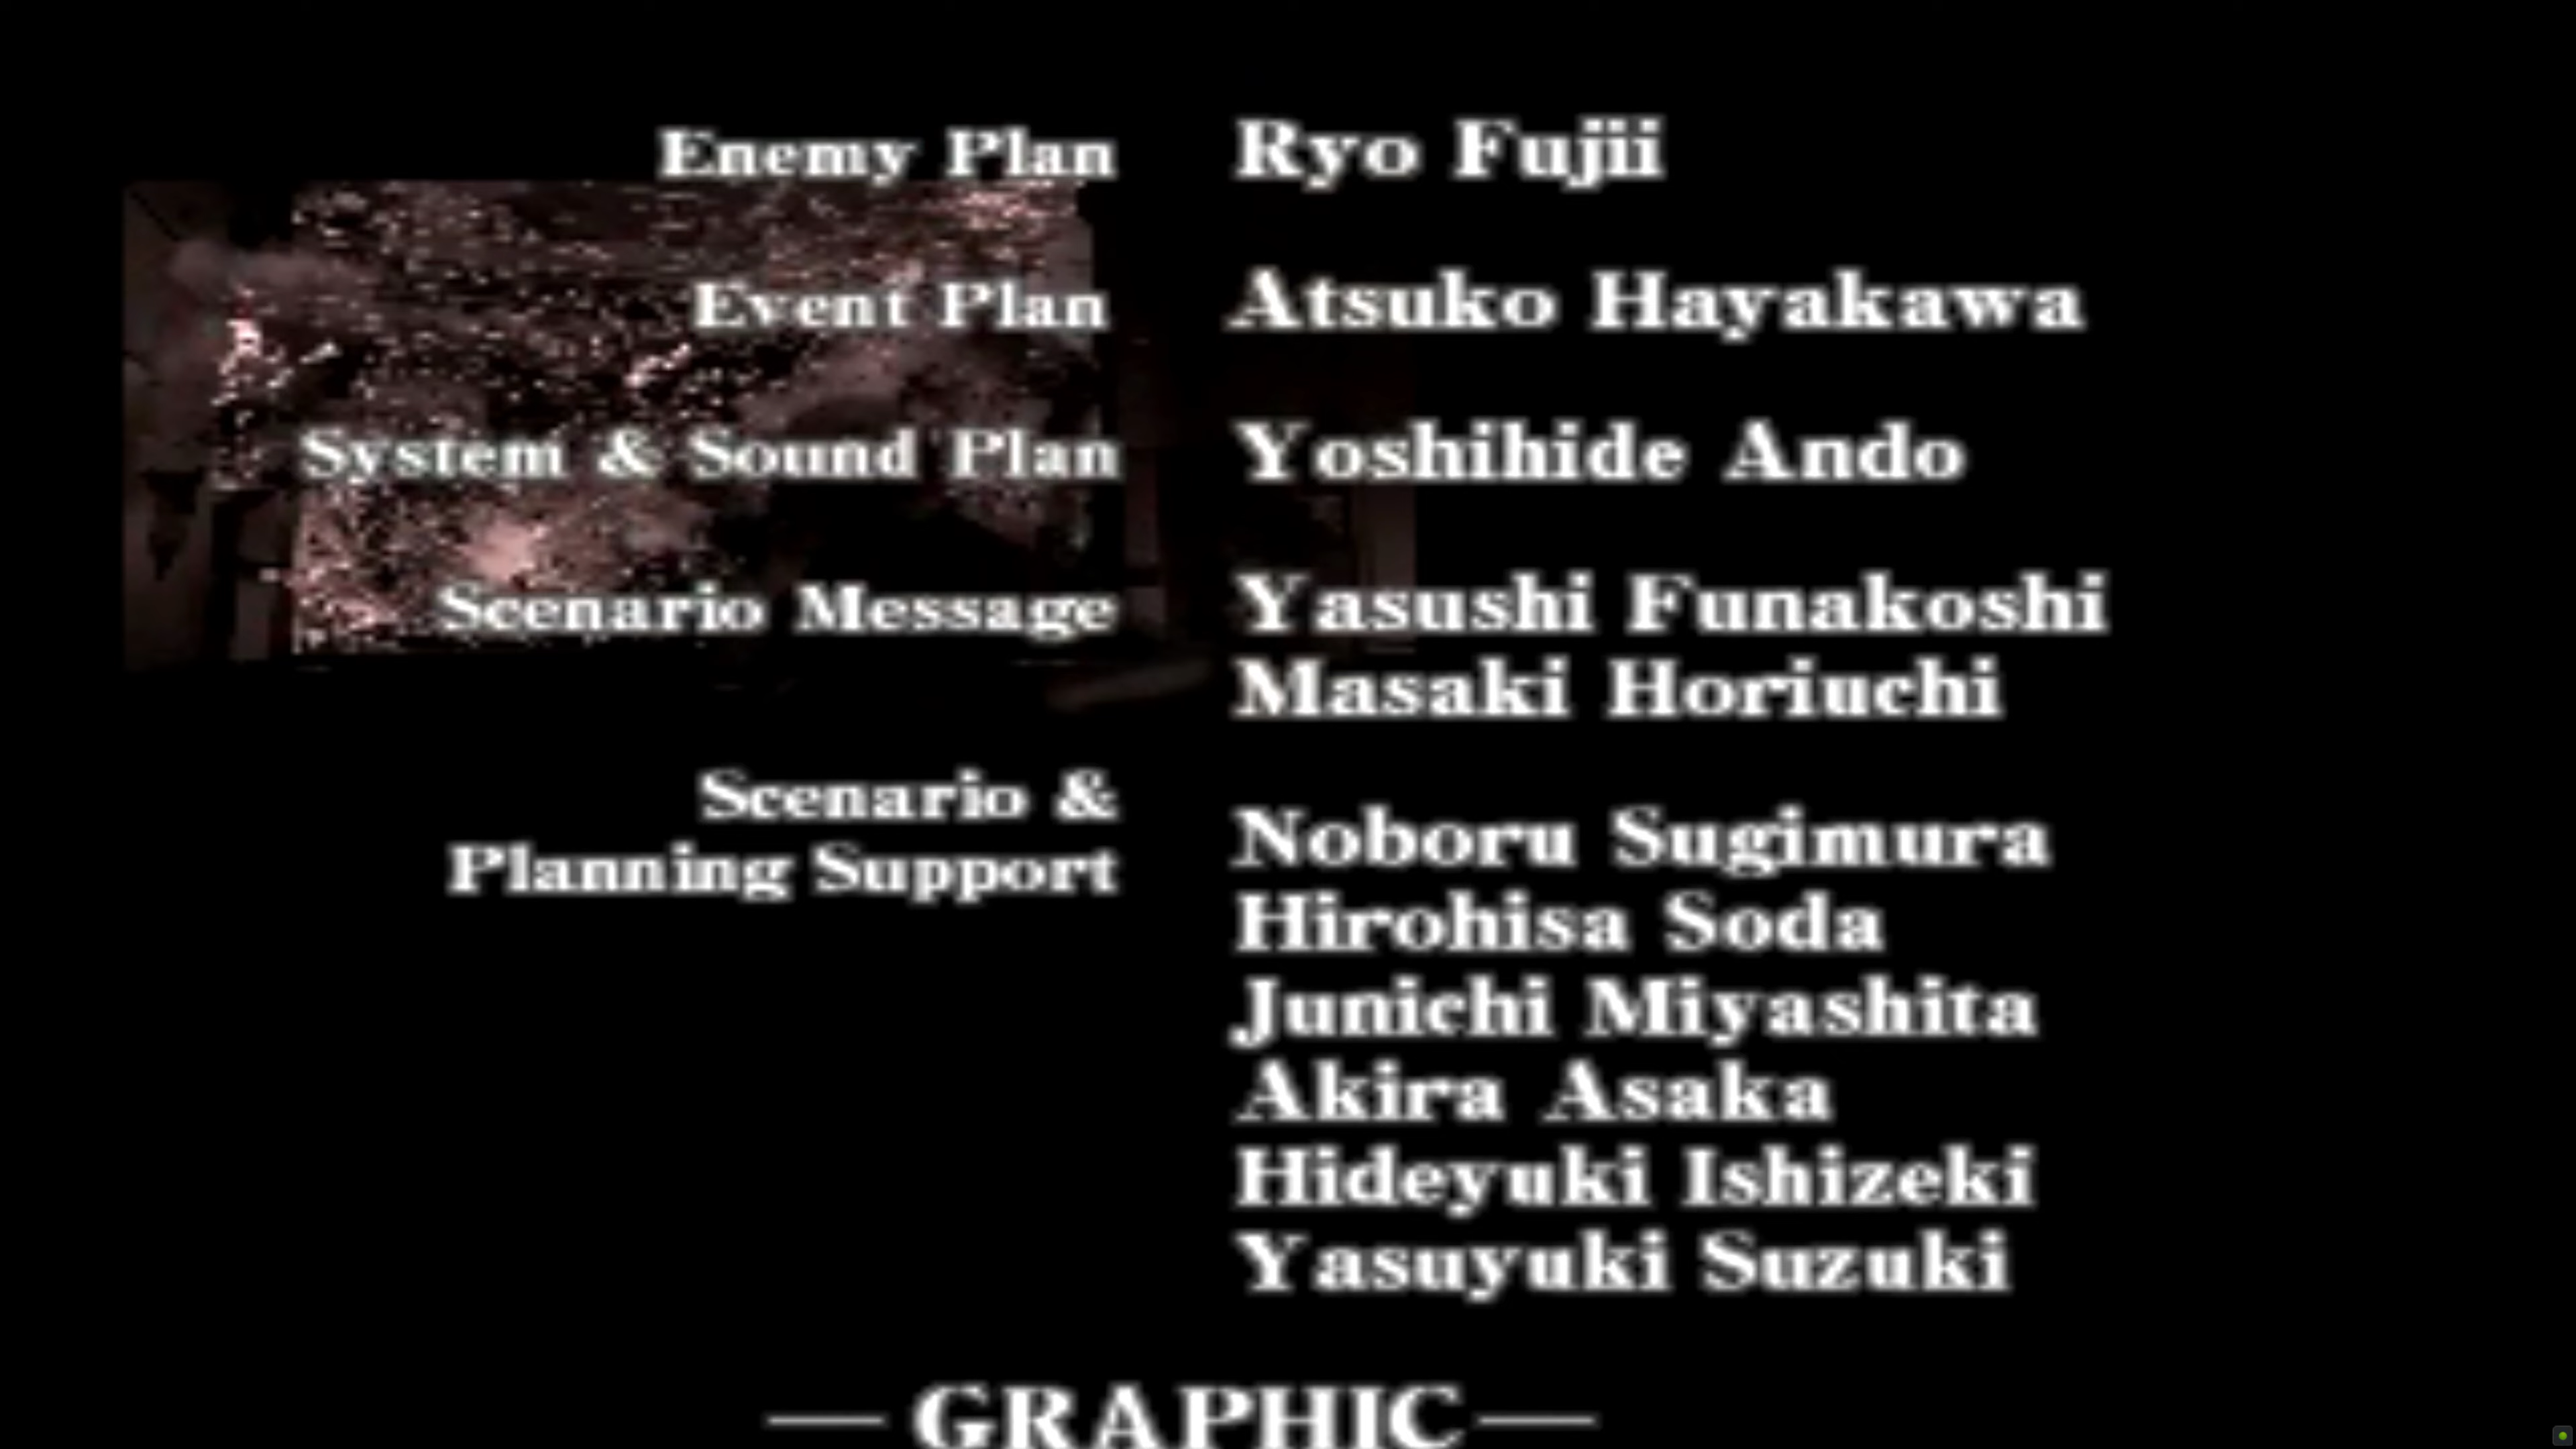 Enemy Plan Ryo Fujii
Event Plan Atsuko Hayakawa
System & Sound Plan Yoshihide Ando
Scenario Message Yasushi Funakoshi
Masaki Horiuchi
Scenario &
Planning Support Noboru Sugimura
Hirohisa Soda
Junichi Miyashita
Akira Asaka
Hideyuki Ishizeki
Yasuyuki Suzuki
— GRAPHIC —